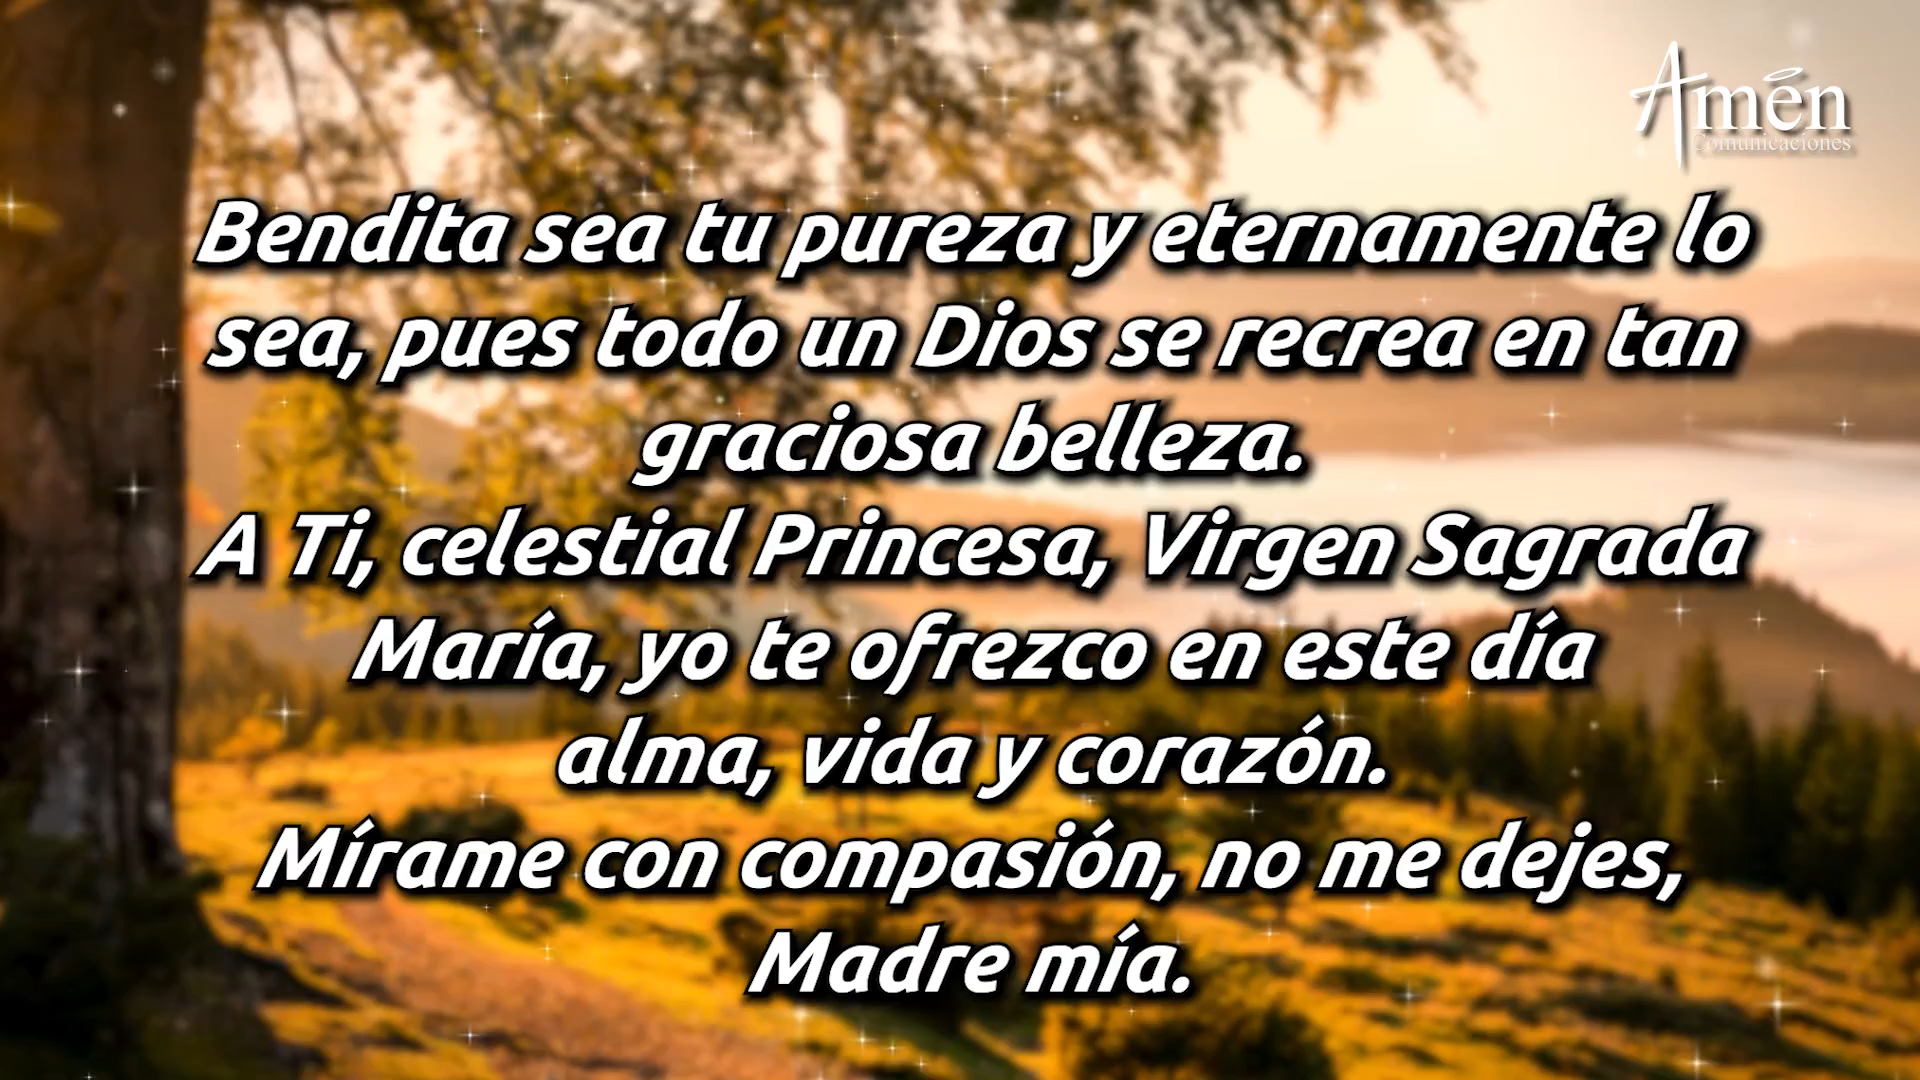 Amén
Comunicaciones
Bendita sea tu pureza y eternamente lo
sea, pues todo un Dios se recrea en tan
graciosa belleza.
A Ti, celestial Princesa, Virgen Sagrada
María, yo te ofrezco en este día
alma, vida y corazón.
Mírame con compasión, no me dejes,
Madre mía.